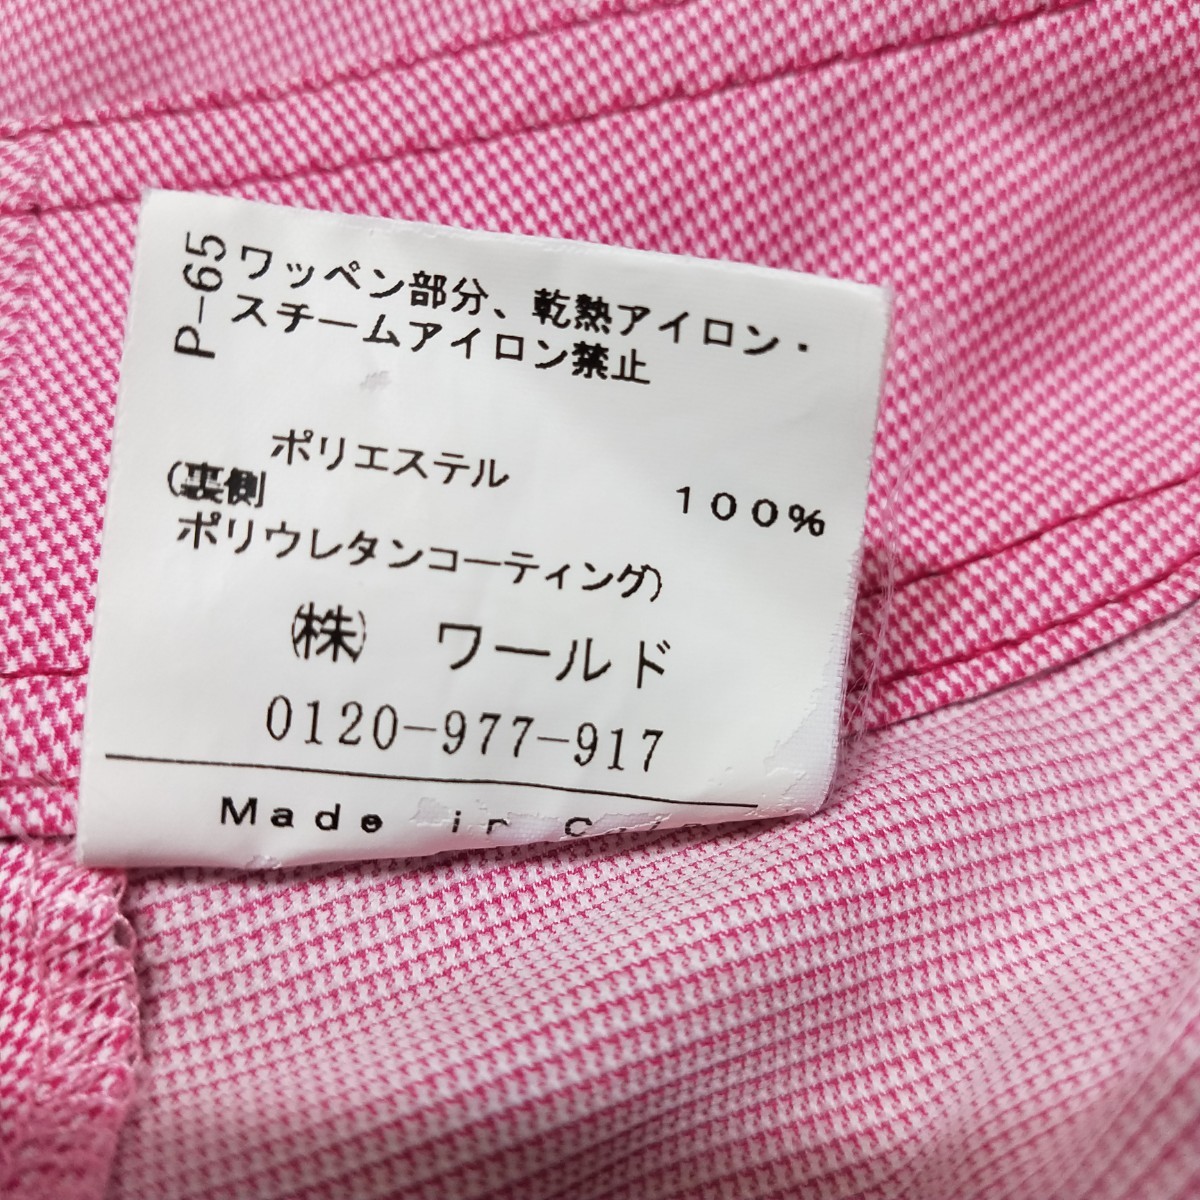 P-65
ワッペン部分、乾熱アイロン・
スチームアイロン禁止
ポリエステル 100%
(裏側
ポリウレタンコーティング)
(株) ワールド
0120-977-917
Made in